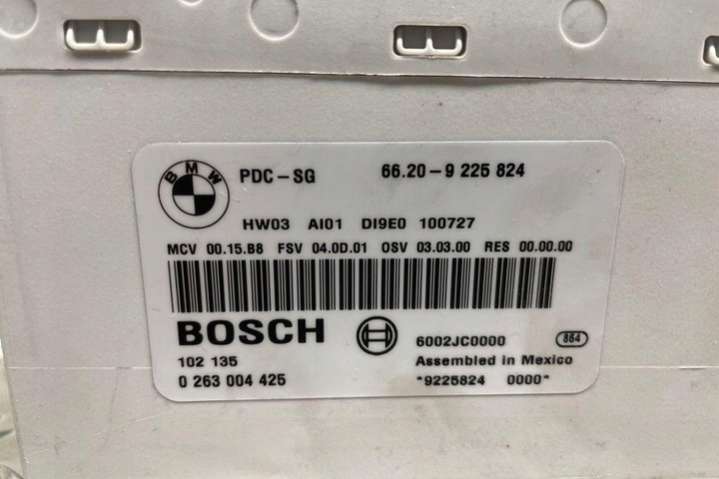 BMW
PDC-SG 66.20-9 225 824
HW03 AI01 DI9E0 100727
MCV 00.15.B8 FSV 04.0D.01 OSV 03.03.00 RES 00.00.00
BOSCH
6002JC0000 864
102 135 Assembled in Mexico
0 263 004 425 *9225824 0000*